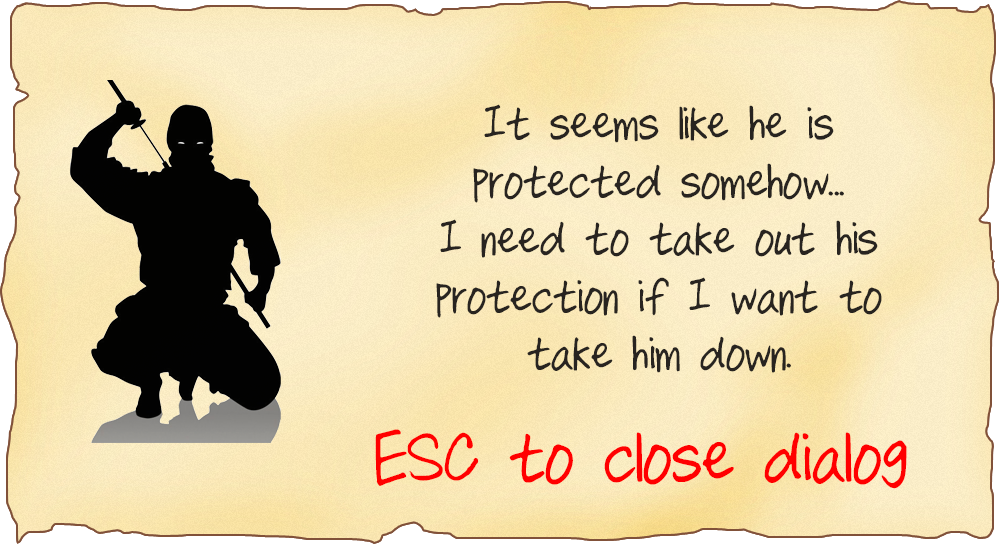 It seems like he is
protected somehow...
I need to take out his
protection if I want to
take him down.
ESC to close dialog